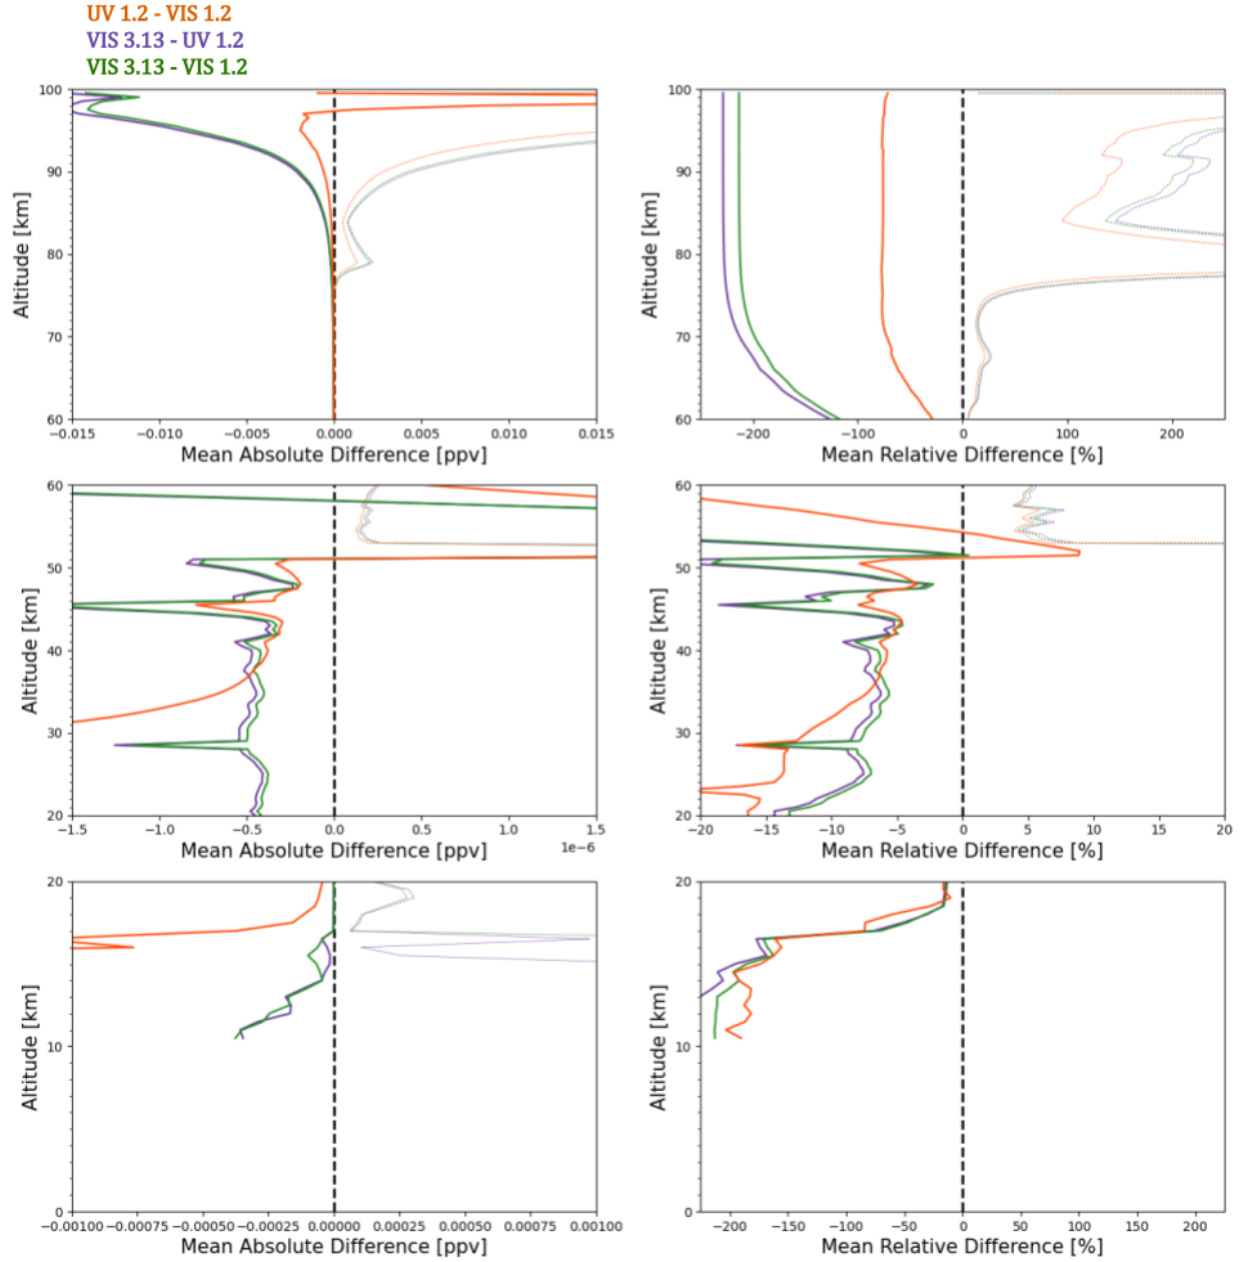 UV 1.2 - VIS 1.2
VIS 3.13 - UV 1.2
VIS 3.13 - VIS 1.2
100
90
80
70
60
Altitude [km]
−0.015 −0.010 −0.005 0.000 0.005 0.010 0.015
Mean Absolute Difference [ppv]
100
90
80
70
60
Altitude [km]
−200 −100 0 100 200
Mean Relative Difference [%]
60
50
40
30
20
Altitude [km]
−1.5 −1.0 −0.5 0.0 0.5 1.0 1.5
1e−6
Mean Absolute Difference [ppv]
60
50
40
30
20
Altitude [km]
−20 −15 −10 −5 0 5 10 15 20
Mean Relative Difference [%]
20
10
0
Altitude [km]
−0.00100 −0.00075 −0.00050 −0.00025 0.00000 0.00025 0.00050 0.00075 0.00100
Mean Absolute Difference [ppv]
20
10
0
Altitude [km]
−200 −150 −100 −50 0 50 100 150 200
Mean Relative Difference [%]